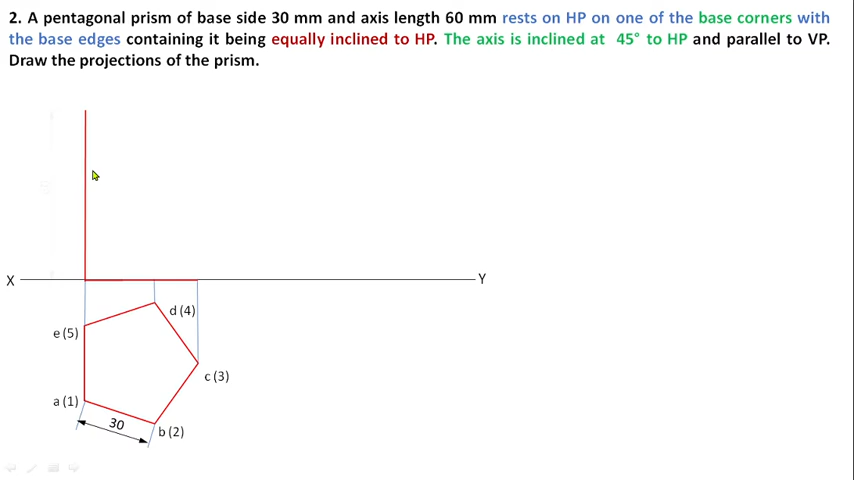 2. A pentagonal prism of base side 30 mm and axis length 60 mm rests on HP on one of the base corners with
the base edges containing it being equally inclined to HP. The axis is inclined at 45° to HP and parallel to VP.
Draw the projections of the prism.
X
Y
d (4)
e (5)
c (3)
a (1)
30
b (2)